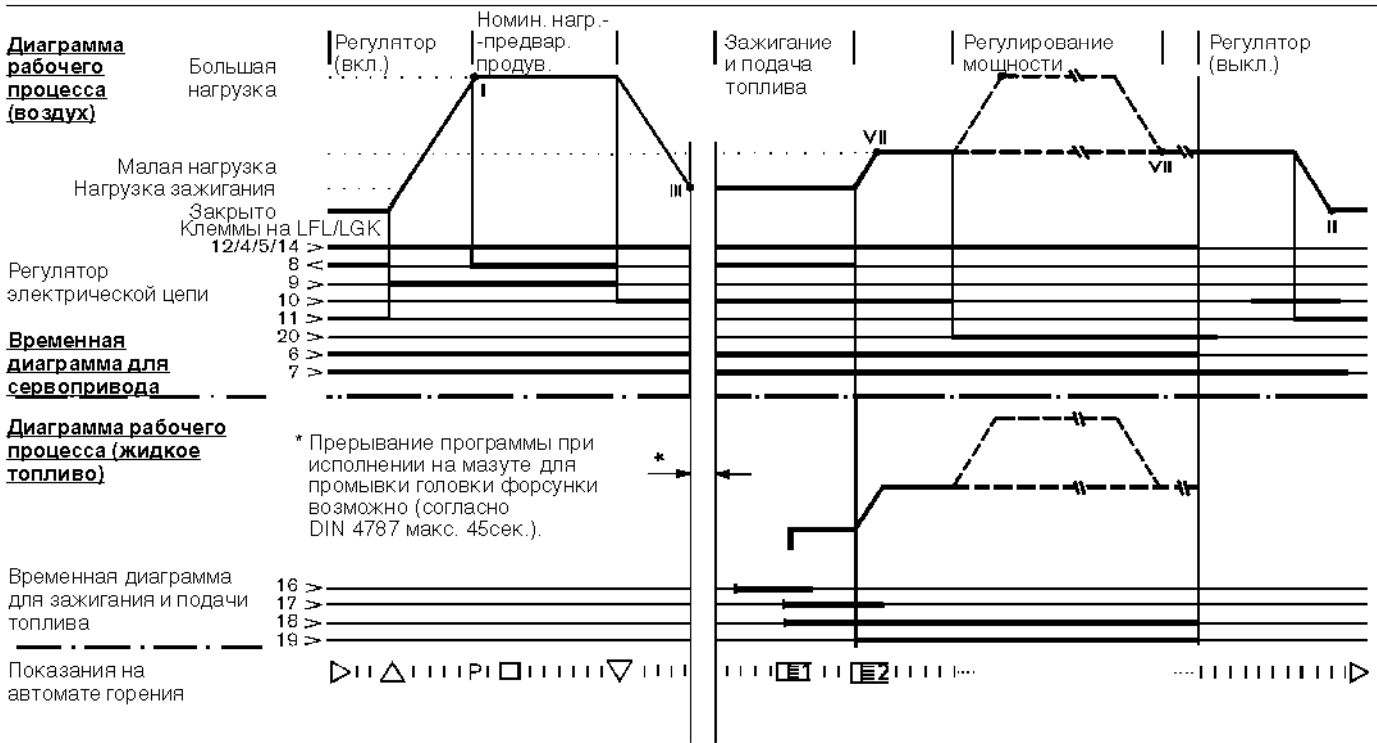 Диаграмма
рабочего
процесса
(воздух)
Большая
нагрузка
Регулятор
(вкл.)
Номин. нагр.-
-предвар.
продув.
Зажигание
и подача
топлива
Регулирование
мощности
Регулятор
(выкл.)
I
VII
VII
III
II
Малая нагрузка
Нагрузка зажигания
Закрыто
Клеммы на LFL/LGK
12/4/5/14 >
Регулятор
электрической цепи
8 <
9 >
10 >
11 >
20 >
6 >
7 >
Временная
диаграмма для
сервопривода
Диаграмма рабочего
процесса (жидкое
топливо)
* Прерывание программы при
исполнении на мазуте для
промывки головки форсунки
возможно (согласно
DIN 4787 макс. 45сек.).
*
Временная диаграмма
для зажигания и подачи
топлива
16 >
17 >
18 >
19 >
Показания на
автомате горения
P
1
2